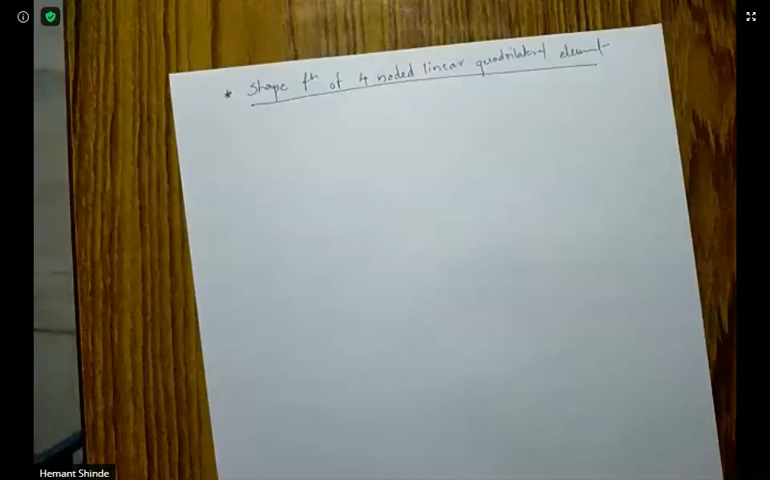 * Shape fn of 4 noded linear quadrilateral element
Hemant Shinde